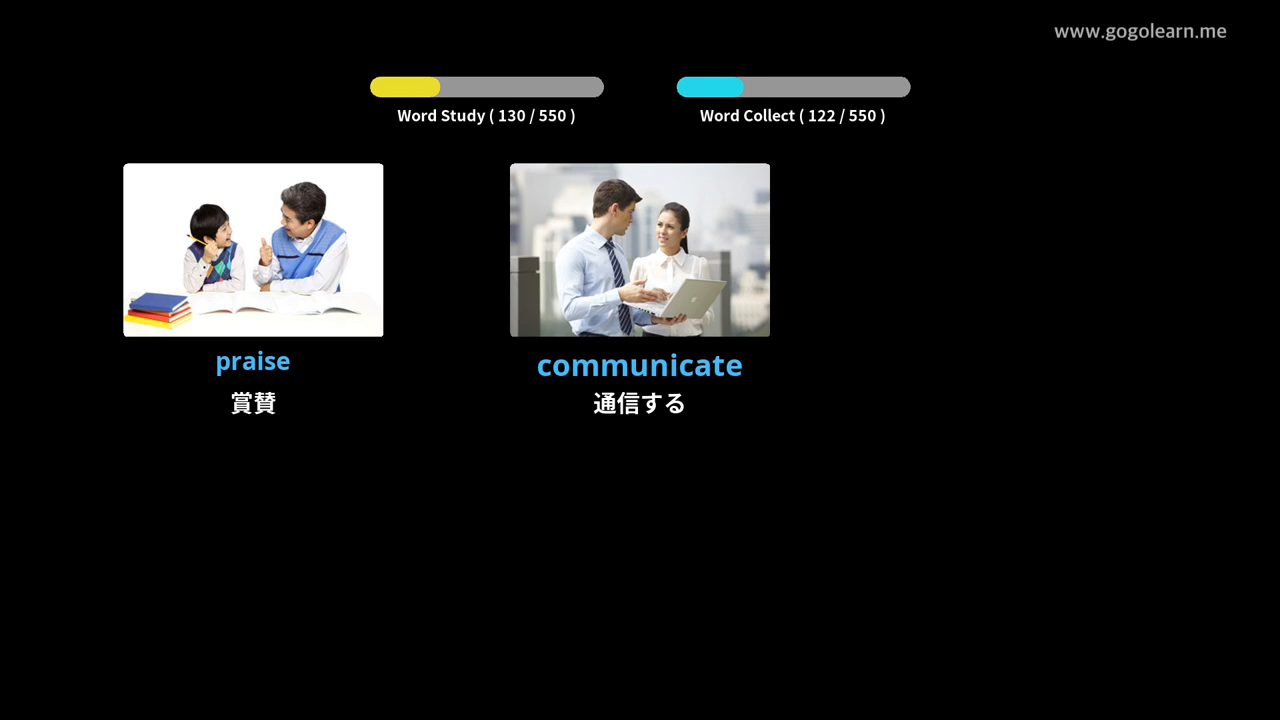 www.gogolearn.me
Word Study ( 130 / 550 )
Word Collect ( 122 / 550 )
praise
賞賛
communicate
通信する